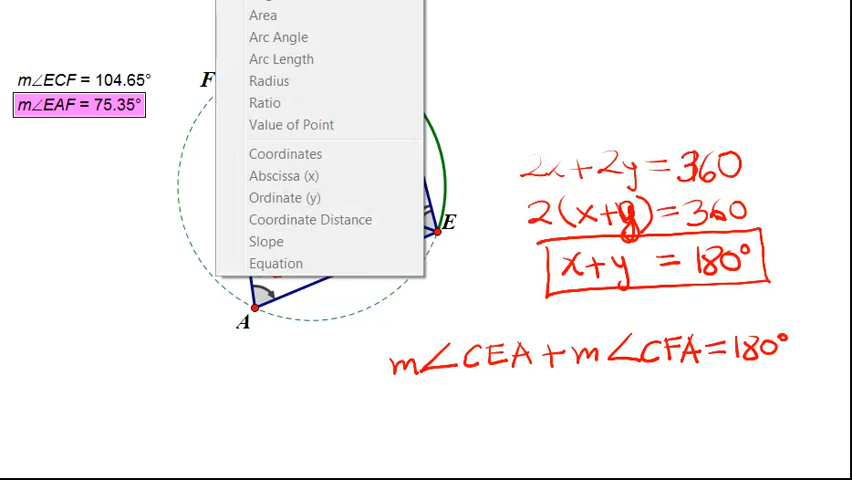 Area
Arc Angle
Arc Length
Radius
Ratio
Value of Point
Coordinates
Abscissa (x)
Ordinate (y)
Coordinate Distance
Slope
Equation
m∠ECF = 104.65°
m∠EAF = 75.35°
F
E
A
2x+2y=360
2(x+y)=360
x+y =180°
m∠CEA+m∠CFA=180°